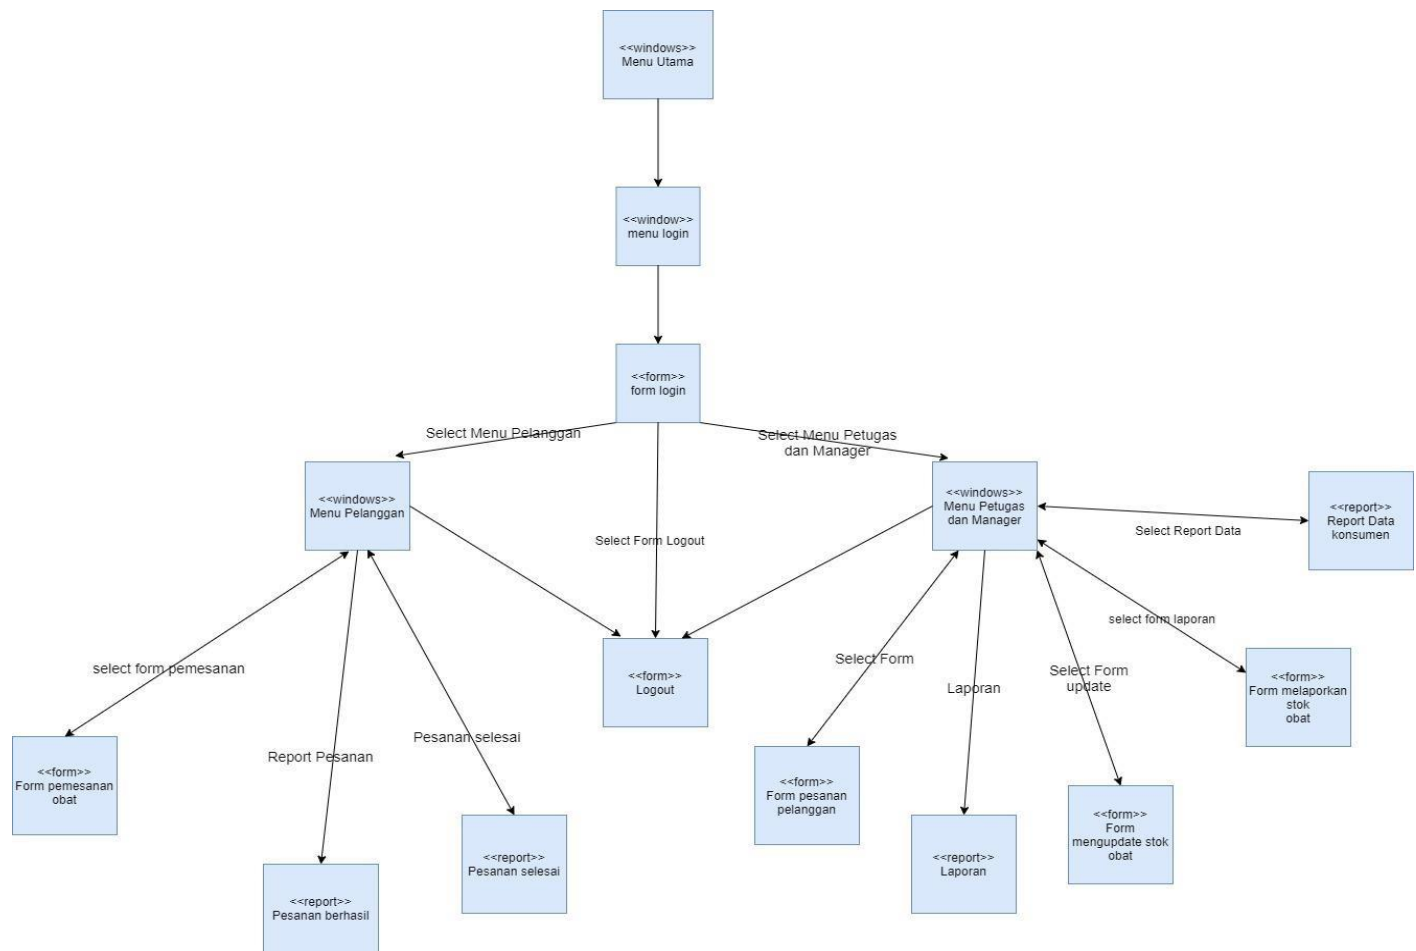 <<windows>>
Menu Utama
<<window>>
menu login
<<form>>
form login
Select Menu Pelanggan
Select Menu Petugas
dan Manager
<<windows>>
Menu Pelanggan
<<windows>>
Menu Petugas
dan Manager
<<report>>
Report Data
konsumen
Select Report Data
Select Form Logout
select form laporan
select form pemesanan
<<form>>
Logout
Select Form
Select Form
update
Laporan
<<form>>
Form melaporkan
stok
obat
Pesanan selesai
Report Pesanan
<<form>>
Form pemesanan
obat
<<form>>
Form pesanan
pelanggan
<<form>>
Form
mengupdate stok
obat
<<report>>
Pesanan selesai
<<report>>
Laporan
<<report>>
Pesanan berhasil